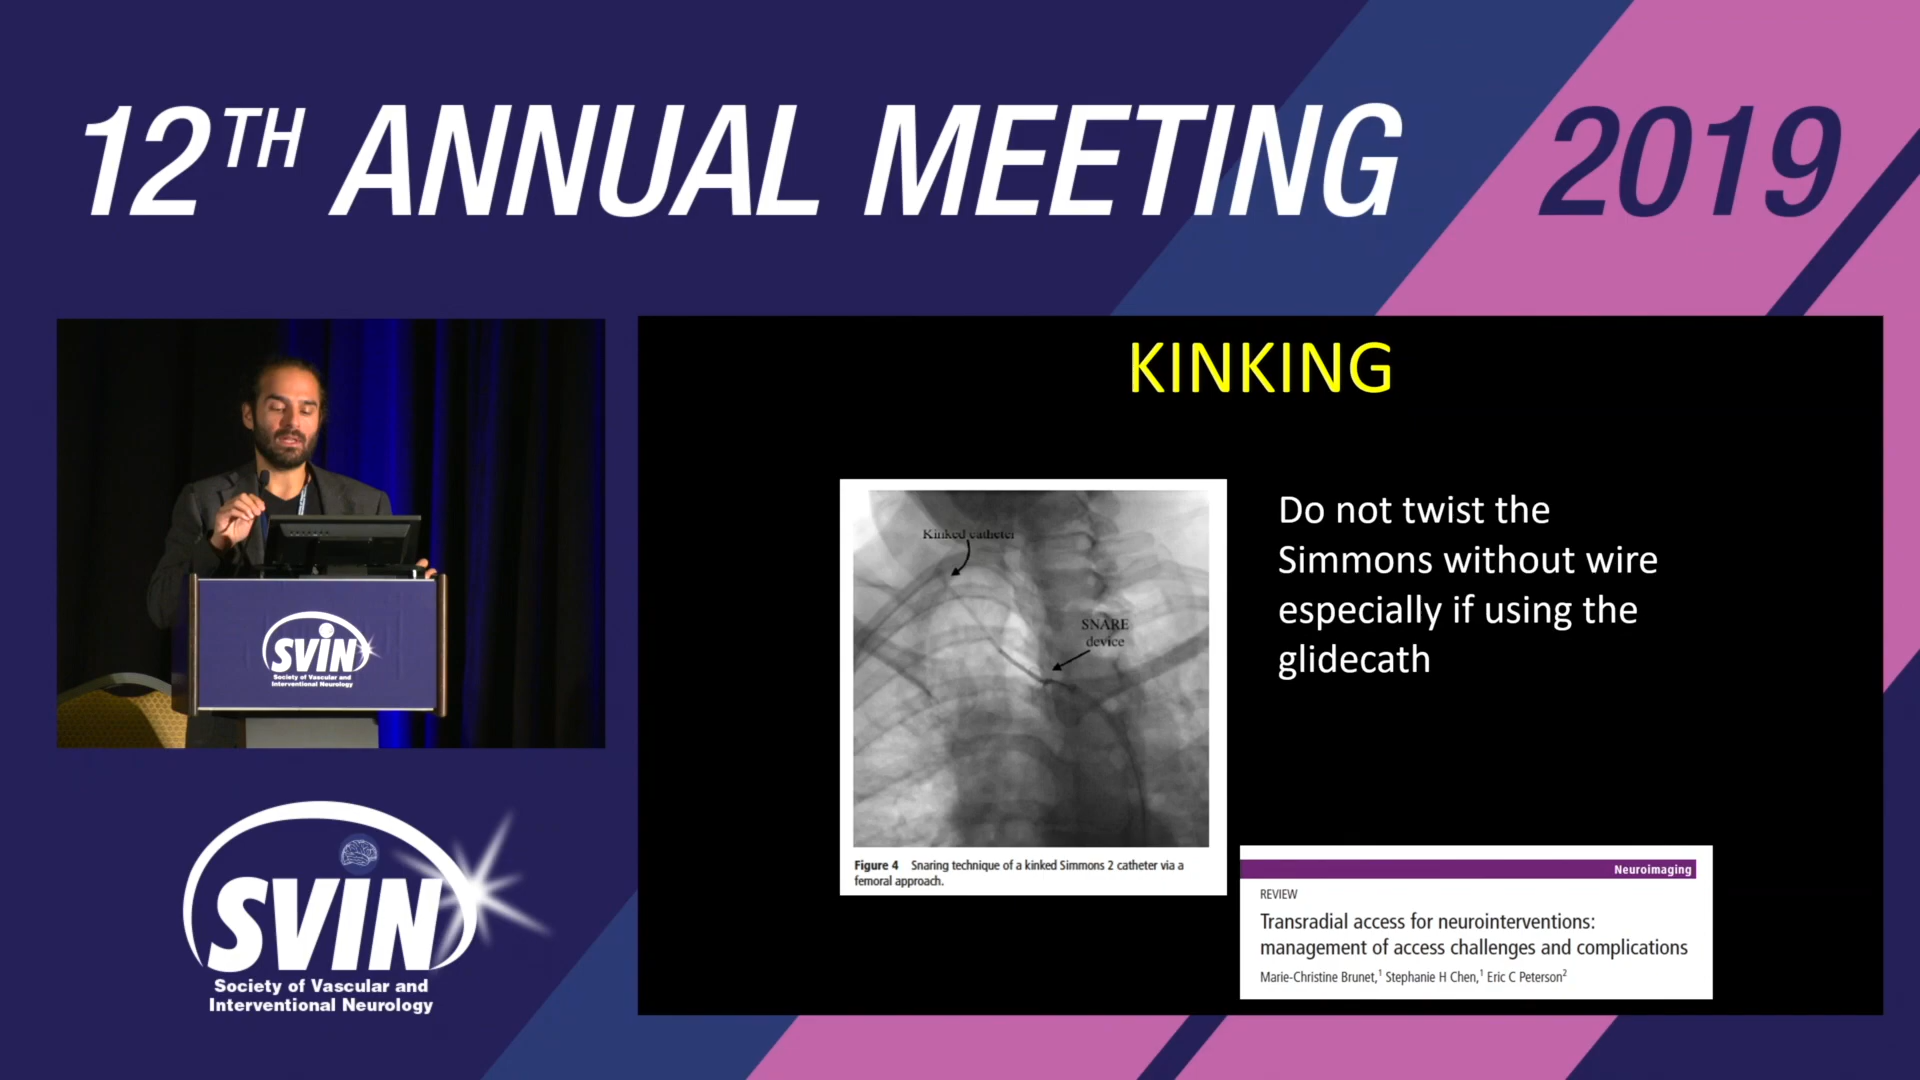 12TH ANNUAL MEETING 2019
SVIN
Society of Vascular and
Interventional Neurology
SVIN
Society of Vascular and
Interventional Neurology
KINKING
Kinked catheter
SNARE
device
Figure 4 Snaring technique of a kinked Simmons 2 catheter via a
femoral approach.
Do not twist the
Simmons without wire
especially if using the
glidecath
Neuroimaging
REVIEW
Transradial access for neurointerventions:
management of access challenges and complications
Marie-Christine Brunet,1 Stephanie H Chen,1 Eric C Peterson2